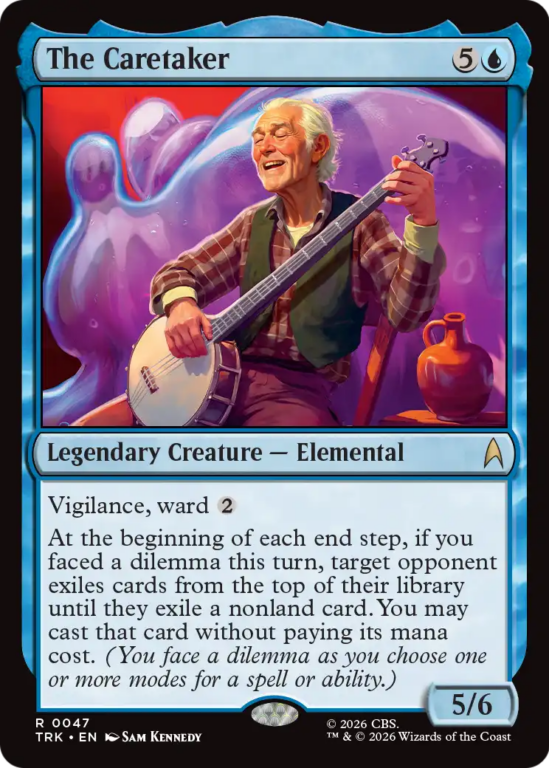 The Caretaker 5
Legendary Creature — Elemental
Vigilance, ward 2
At the beginning of each end step, if you
faced a dilemma this turn, target opponent
exiles cards from the top of their library
until they exile a nonland card. You may
cast that card without paying its mana
cost. (You face a dilemma as you choose one
or more modes for a spell or ability.)
5/6
R 0047
TRK • EN SAM KENNEDY
© 2026 CBS.
™ & © 2026 Wizards of the Coast